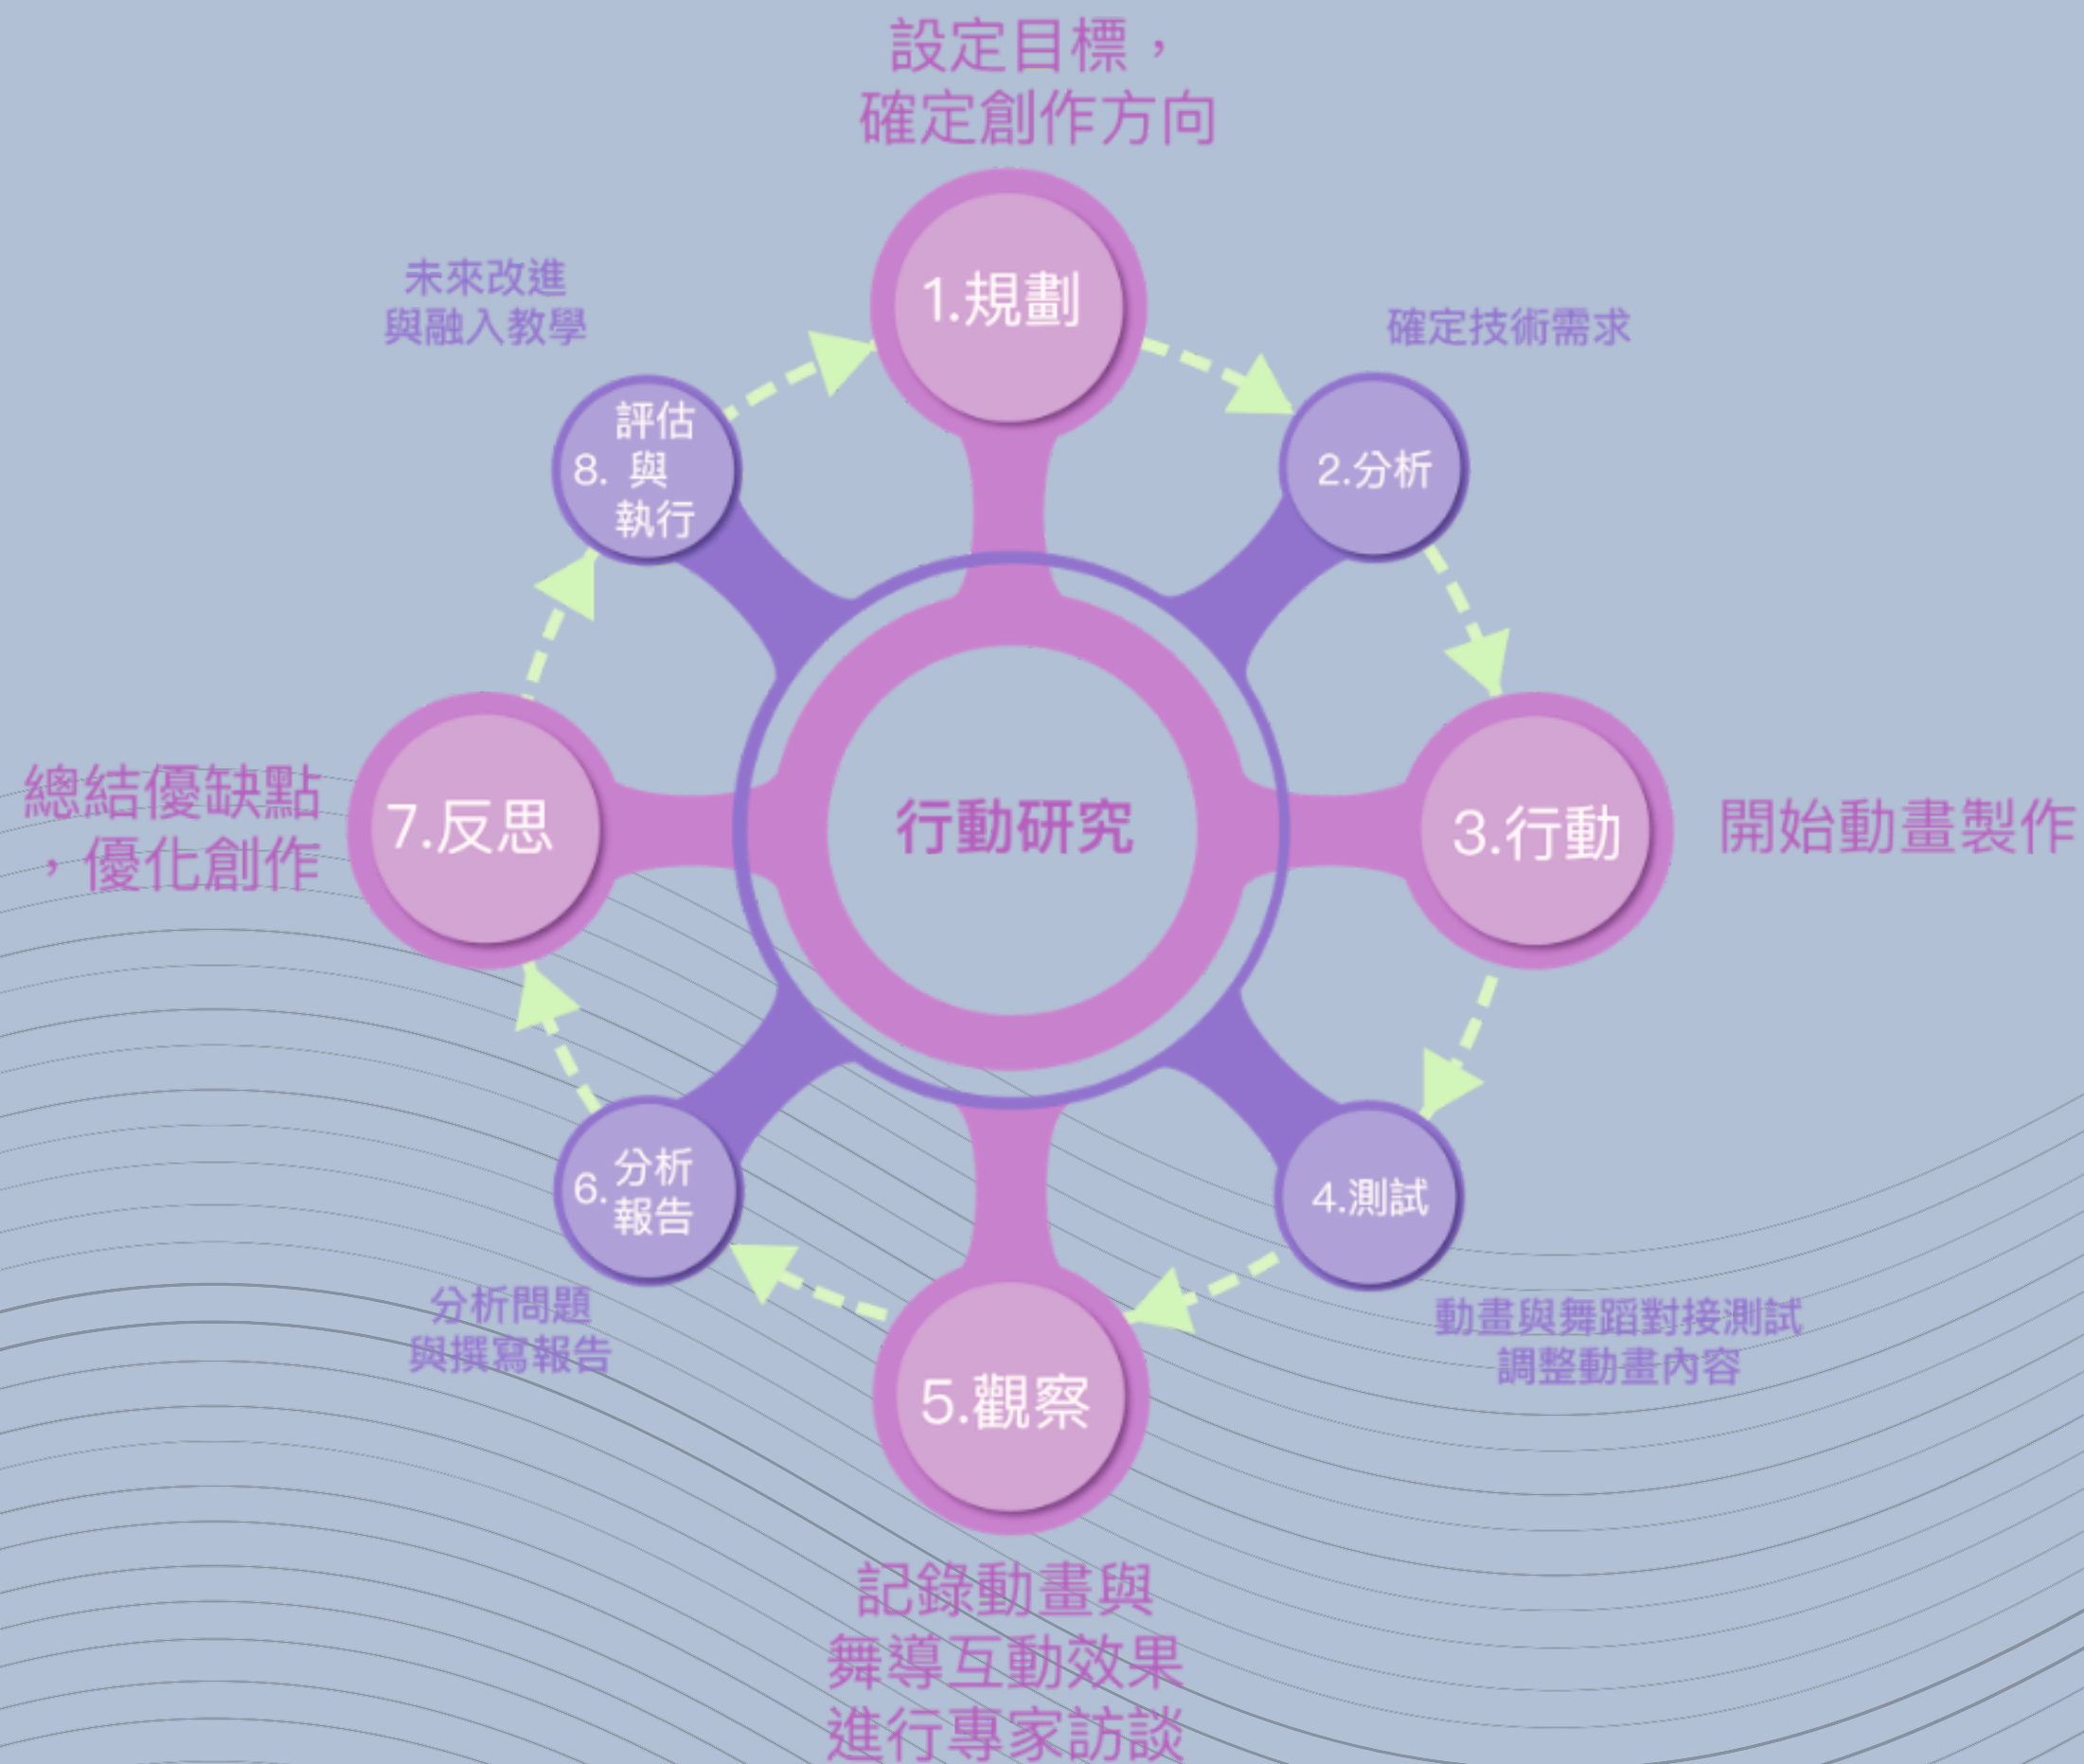 設定目標，
確定創作方向
1.規劃
確定技術需求
2.分析
3.行動
開始動畫製作
4.測試
動畫與舞蹈對接測試
調整動畫內容
5.觀察
記錄動畫與
舞導互動效果
進行專家訪談
6.
分析
報告
分析問題
與撰寫報告
7.反思
總結優缺點
，優化創作
8.
評估
與
執行
未來改進
與融入教學
行動研究